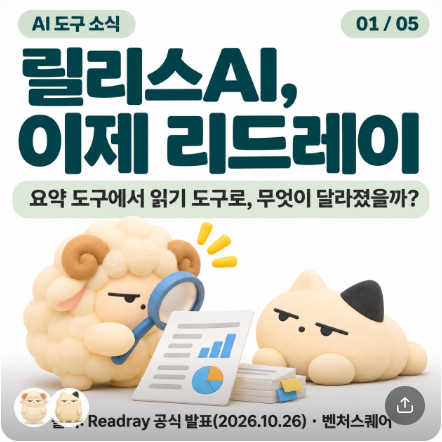 AI 도구 소식
01 / 05
릴리스AI,
이제 리드레이
요약 도구에서 읽기 도구로, 무엇이 달라졌을까?
: Readray 공식 발표(2026.10.26) · 벤처스퀘어